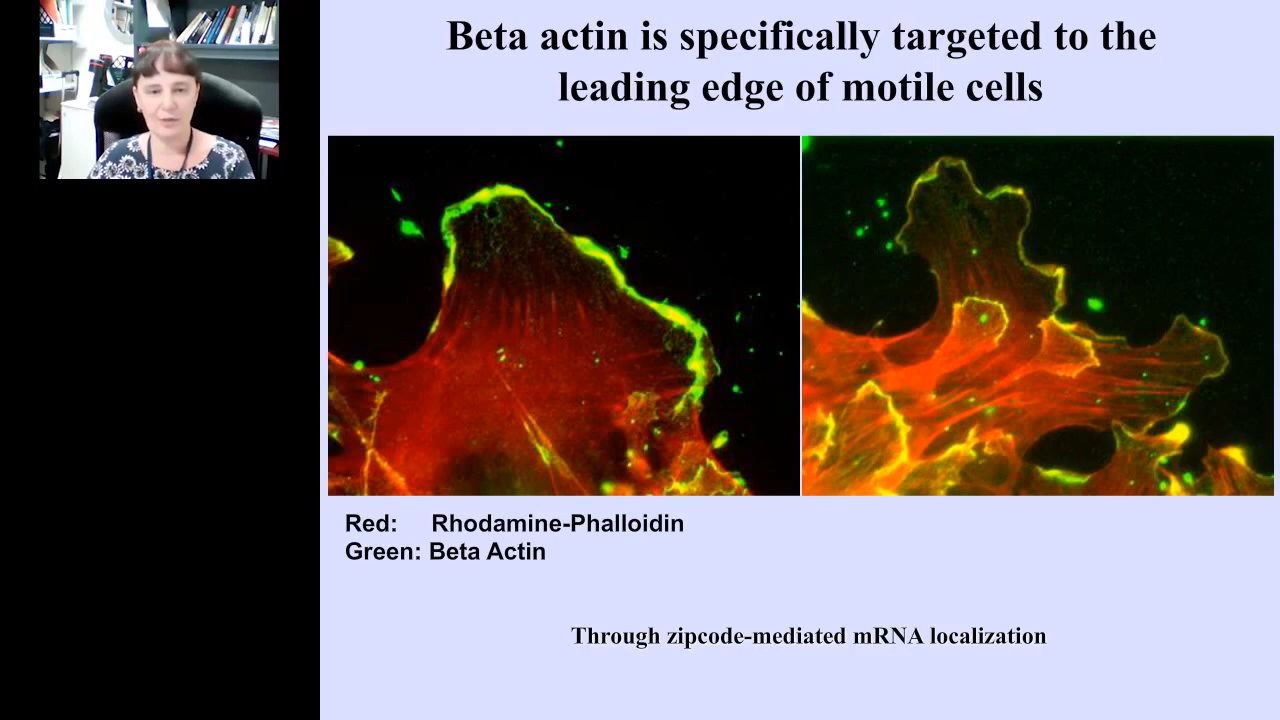 Beta actin is specifically targeted to the
leading edge of motile cells
Red: Rhodamine-Phalloidin
Green: Beta Actin
Through zipcode-mediated mRNA localization